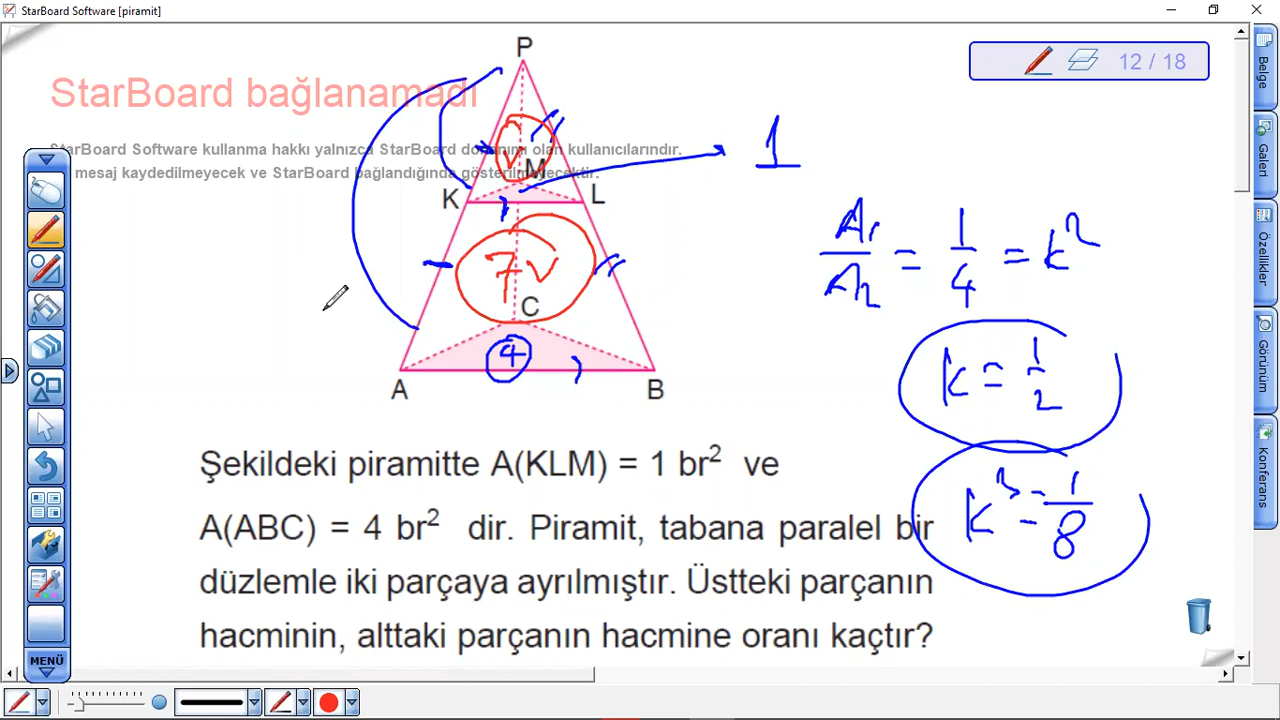 StarBoard Software [piramit]
StarBoard bağlanamadı
StarBoard Software kullanma hakkı yalnızca StarBoard donanımı olan kullanıcılarındır.
mesaj kaydedilmeyecek ve StarBoard bağlandığında gösterilmeyecektir.
12 / 18
Belge
Galeri
Özellikler
Görünüm
Konferans
P
V
M
K
L
7V
C
4
A
B
1
A1/A2 = 1/4 = k²
k = 1/2
k³ = 1/8
Şekildeki piramitte A(KLM) = 1 br² ve
A(ABC) = 4 br² dir. Piramit, tabana paralel bir
düzlemle iki parçaya ayrılmıştır. Üstteki parçanın
hacminin, alttaki parçanın hacmine oranı kaçtır?
MENÜ